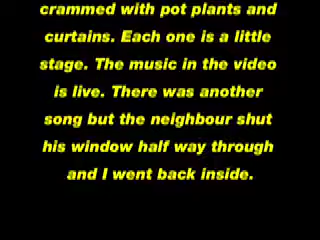 crammed with pot plants and
curtains. Each one is a little
stage. The music in the video
is live. There was another
song but the neighbour shut
his window half way through
and I went back inside.